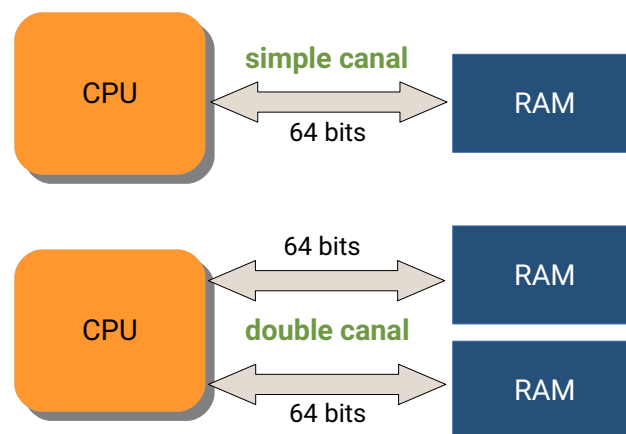 simple canal
CPU
RAM
64 bits
64 bits
RAM
CPU
double canal
RAM
64 bits